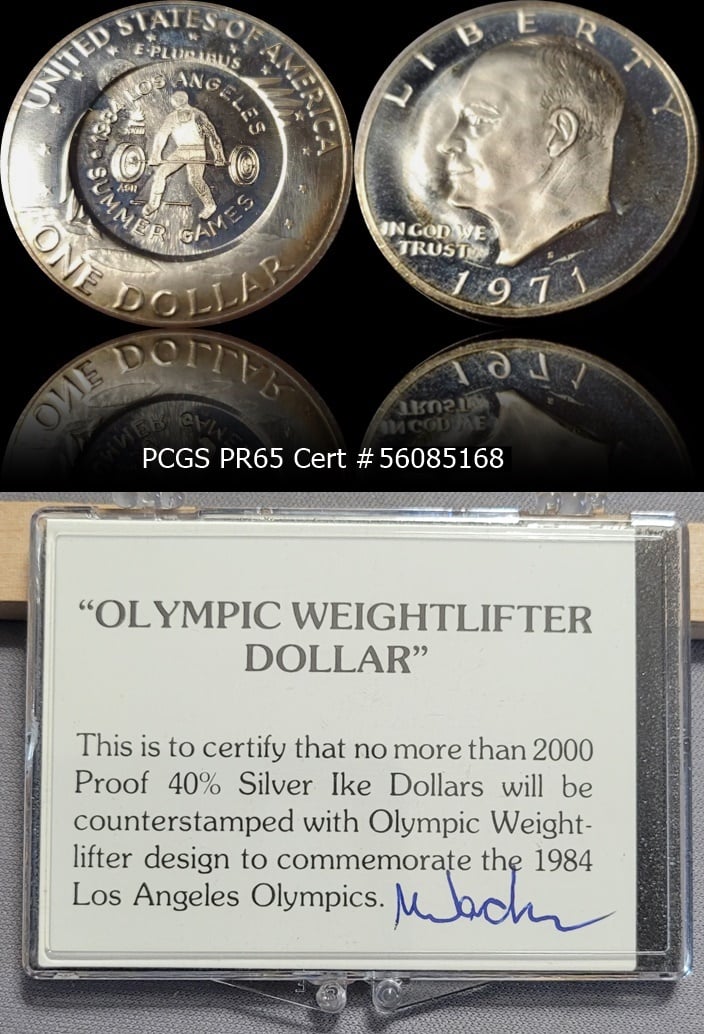 UNITED STATES OF AMERICA
E PLURIBUS
1984 LOS ANGELES
SUMMER GAMES
ONE DOLLAR
LIBERTY
IN GOD WE
TRUST
S
1971
PCGS PR65 Cert # 56085168
“OLYMPIC WEIGHTLIFTER
DOLLAR”
This is to certify that no more than 2000
Proof 40% Silver Ike Dollars will be
counterstamped with Olympic Weight-
lifter design to commemorate the 1984
Los Angeles Olympics.